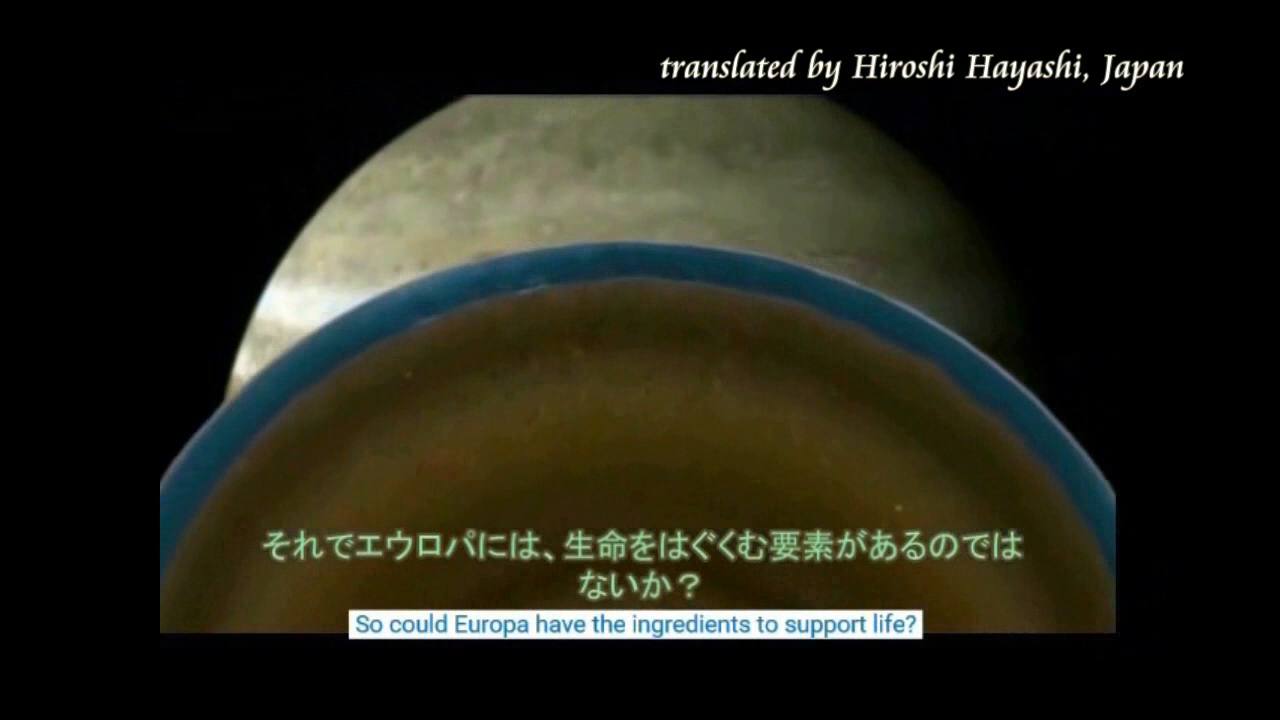 translated by Hiroshi Hayashi, Japan
それでエウロパには、生命をはぐくむ要素があるのでは
ないか？
So could Europa have the ingredients to support life?